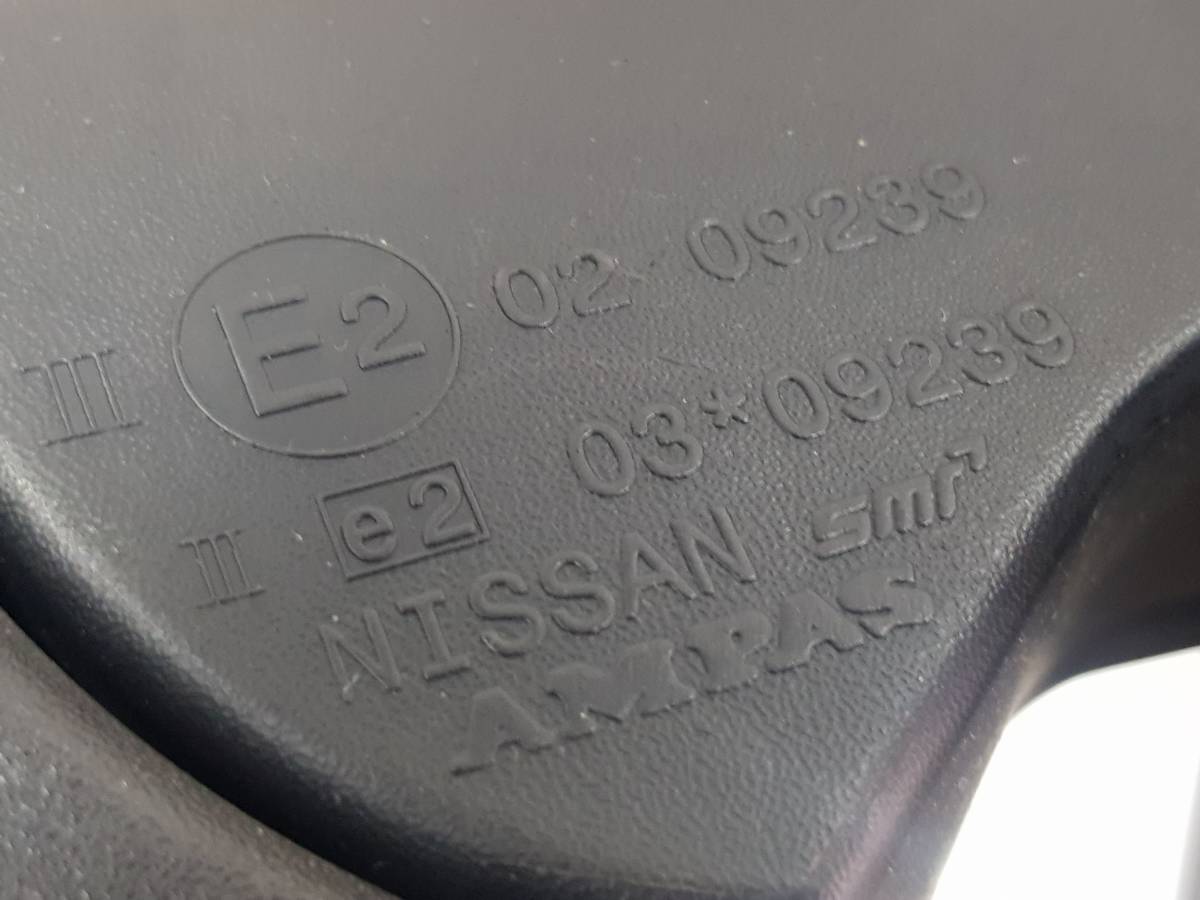 III E2 02 09239
III e2 03*09239
NISSAN smr
AMPAS